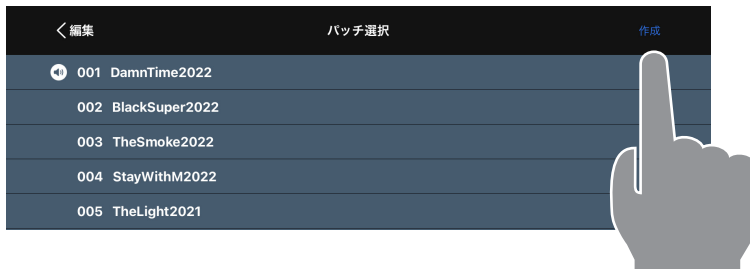 編集 パッチ選択 作成
001 DamnTime2022
002 BlackSuper2022
003 TheSmoke2022
004 StayWithM2022
005 TheLight2021